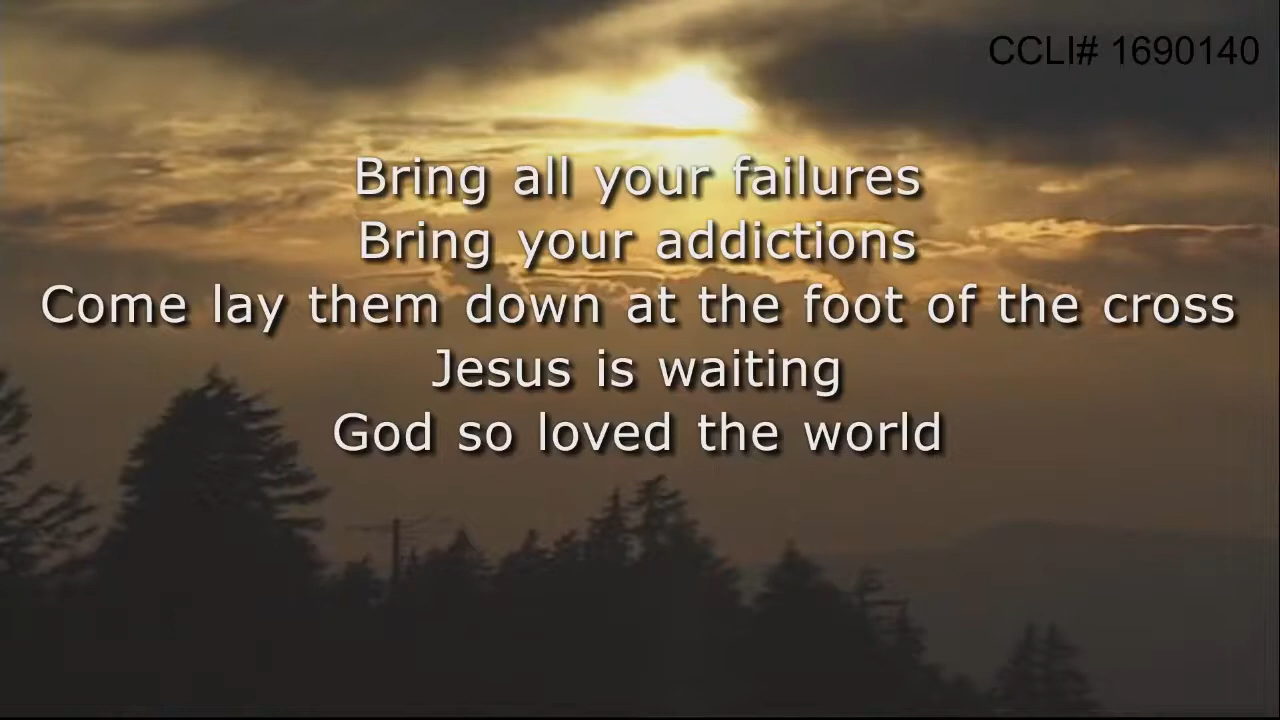 CCLI# 1690140
Bring all your failures
Bring your addictions
Come lay them down at the foot of the cross
Jesus is waiting
God so loved the world